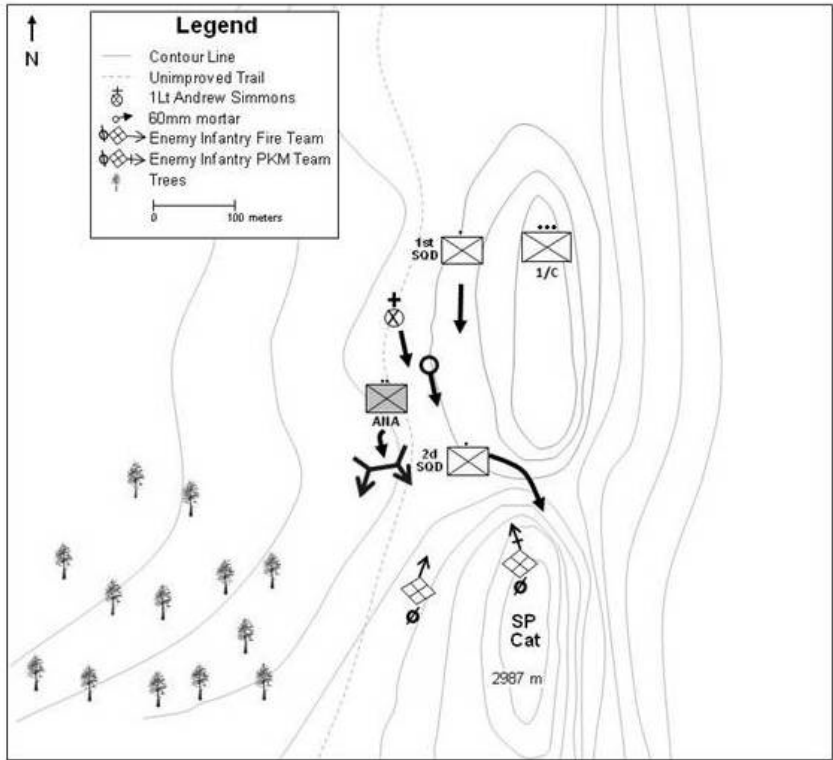 N
Legend
Contour Line
Unimproved Trail
1Lt Andrew Simmons
60mm mortar
Enemy Infantry Fire Team
Enemy Infantry PKM Team
Trees
0 100 meters
1st
SQD
1/C
ANA
2d
SQD
SP
Cat
2987 m